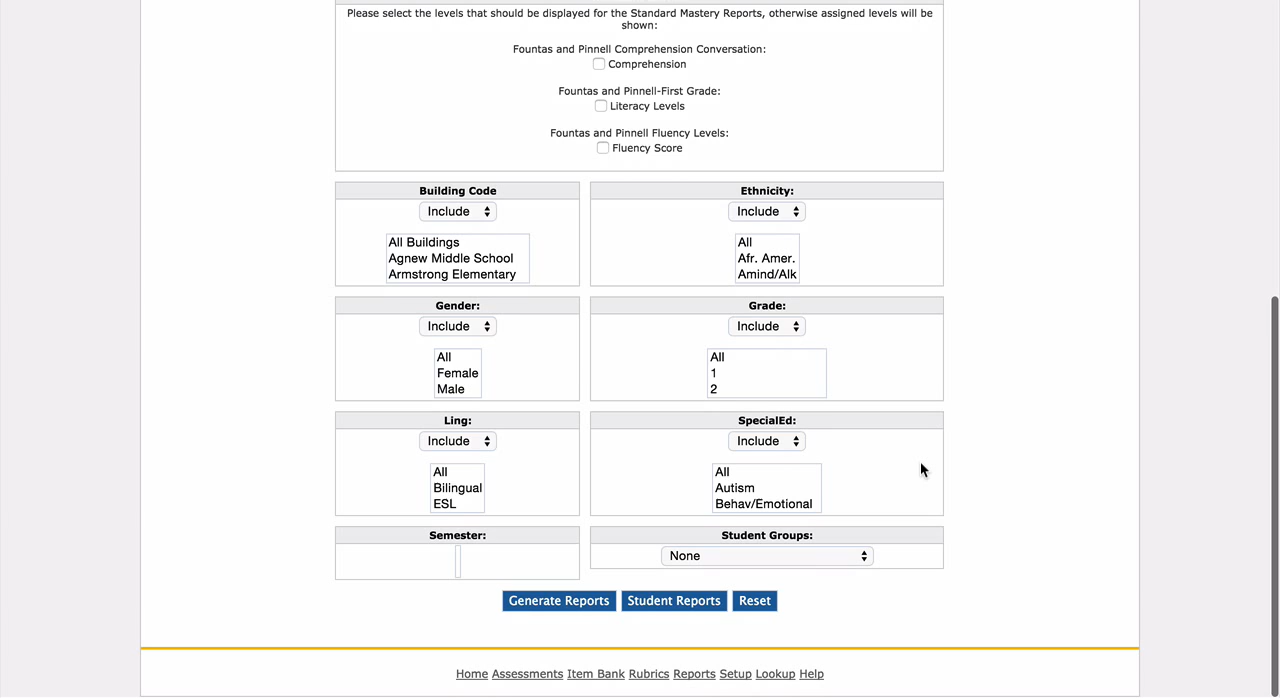 Please select the levels that should be displayed for the Standard Mastery Reports, otherwise assigned levels will be
shown:
Fountas and Pinnell Comprehension Conversation:
Comprehension
Fountas and Pinnell-First Grade:
Literacy Levels
Fountas and Pinnell Fluency Levels:
Fluency Score
Building Code
Include
All Buildings
Agnew Middle School
Armstrong Elementary
Ethnicity:
Include
All
Afr. Amer.
Amind/Alk
Gender:
Include
All
Female
Male
Grade:
Include
All
1
2
Ling:
Include
All
Bilingual
ESL
SpecialEd:
Include
All
Autism
Behav/Emotional
Semester:
Student Groups:
None
Generate Reports Student Reports Reset
Home Assessments Item Bank Rubrics Reports Setup Lookup Help